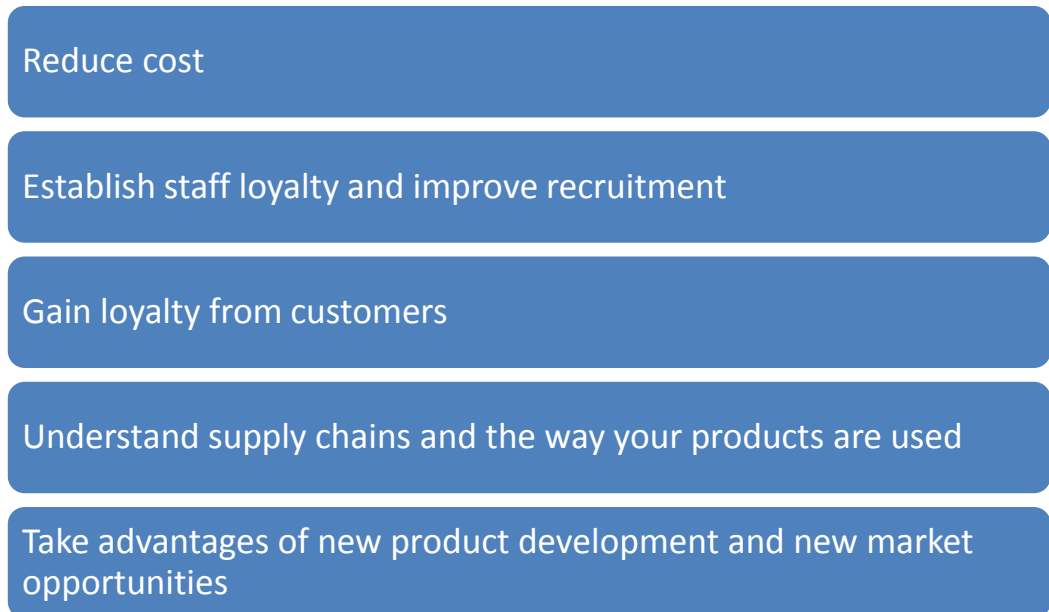 Reduce cost
Establish staff loyalty and improve recruitment
Gain loyalty from customers
Understand supply chains and the way your products are used
Take advantages of new product development and new market
opportunities